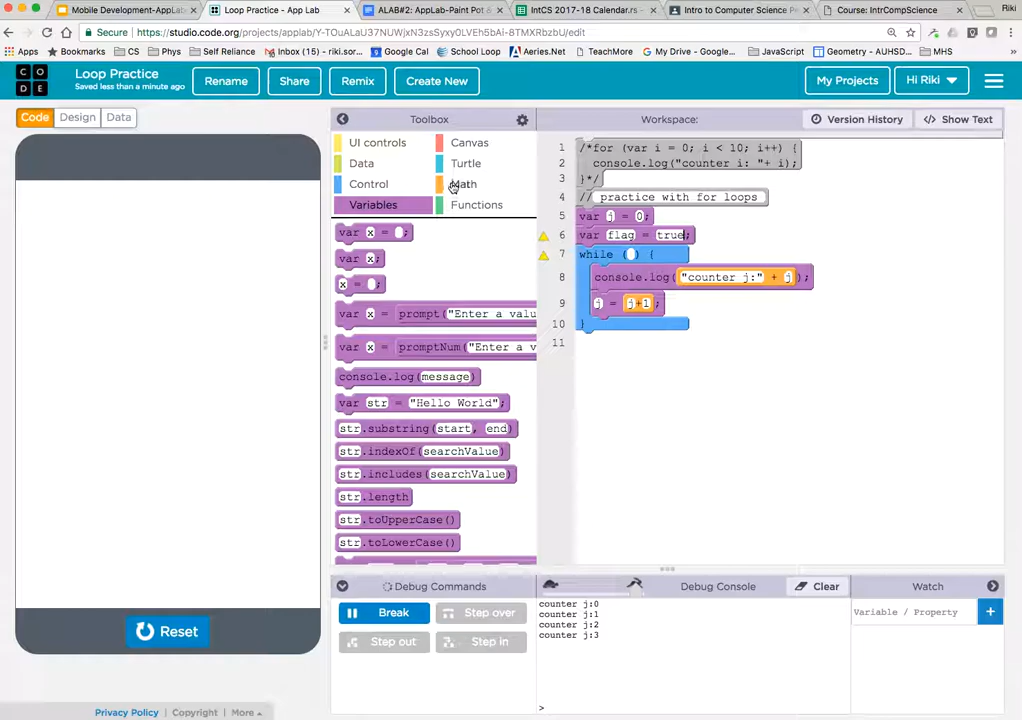 Mobile Development-AppLab
Loop Practice - App Lab
ALAB#2: AppLab-Paint Pot &
IntCS 2017-18 Calendar.rs
Intro to Computer Science P
Course: IntrCompScience
Riki
Secure
https://studio.code.org/projects/applab/T-TOuALaU37NUWjxN3zsSyxy0LVEh5bAi-8TMXRbzbU/edit
Apps
Bookmarks
CS
Phys
Self Reliance
Inbox (15) - riki.sor
Google Cal
School Loop
Aeries.Net
TeachMore
My Drive - Google
JavaScript
Geometry - AUHSD
MHS
CODE
Loop Practice
Saved less than a minute ago
Rename
Share
Remix
Create New
My Projects
Hi Riki
Code
Design
Data
Toolbox
Workspace:
Version History
</> Show Text
UI controls
Canvas
Data
Turtle
Control
Math
Variables
Functions
var x = ;
var x;
x = ;
var x = prompt("Enter a valu
var x = promptNum("Enter a v
console.log(message)
var str = "Hello World";
str.substring(start, end)
str.indexOf(searchValue)
str.includes(searchValue)
str.length
str.toUpperCase()
str.toLowerCase()
1 /*for (var i = 0; i < 10; i++) {
2 console.log("counter i: "+ i);
3 }*/
4 // practice with for loops
5 var j = 0;
6 var flag = true;
7 while () {
8 console.log("counter j:" + j);
9 j = j+1;
10 }
11
Reset
Debug Commands
Break
Step over
Step out
Step in
Debug Console
Clear
counter j:0
counter j:1
counter j:2
counter j:3
>
Watch
Variable / Property
+
Privacy Policy | Copyright | More